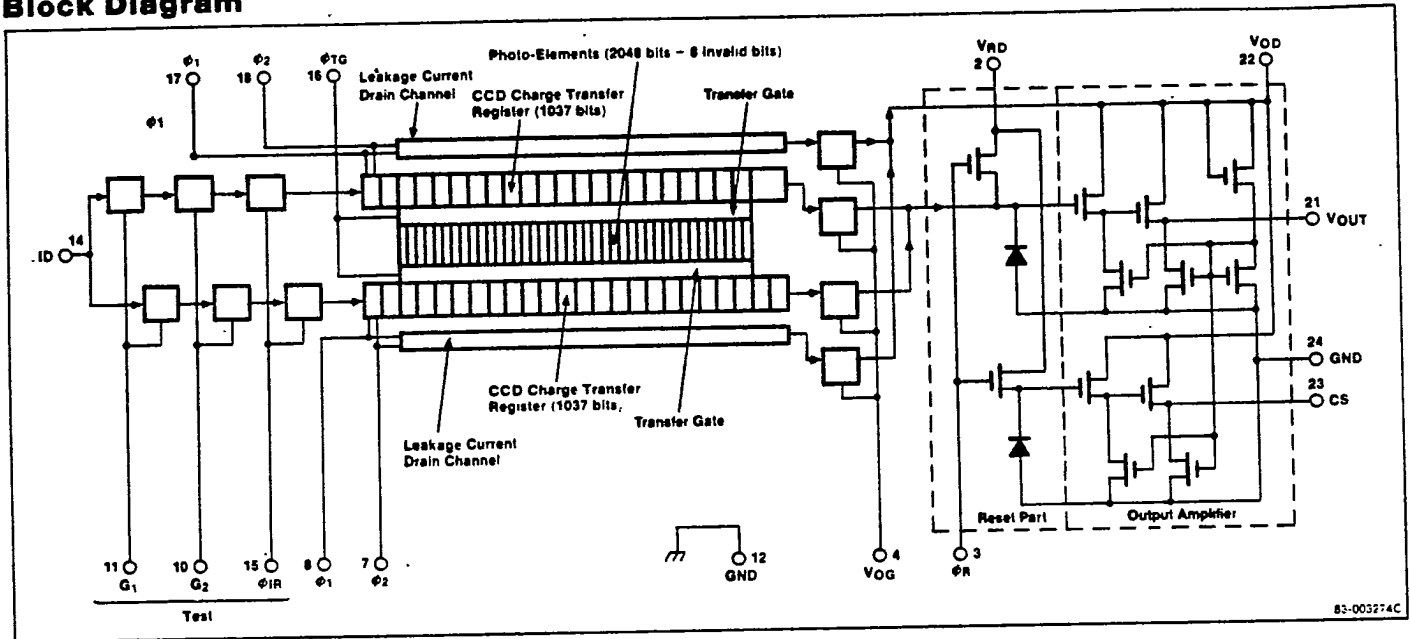 Block Diagram
ϕ1
17
ϕ2
18
ϕTG
16
Photo-Elements (2048 bits – 6 invalid bits)
Leakage Current
Drain Channel
CCD Charge Transfer
Register (1037 bits)
Transfer Gate
VRD
2
VOD
22
ϕ1
ID
14
21
VOUT
24
GND
23
CS
CCD Charge Transfer
Register (1037 bits,
Transfer Gate
Leakage Current
Drain Channel
Reset Part
Output Amplifier
11
G1
10
G2
15
ϕIR
8
ϕ1
7
ϕ2
12
GND
4
VOG
3
ϕR
Test
83-003274C